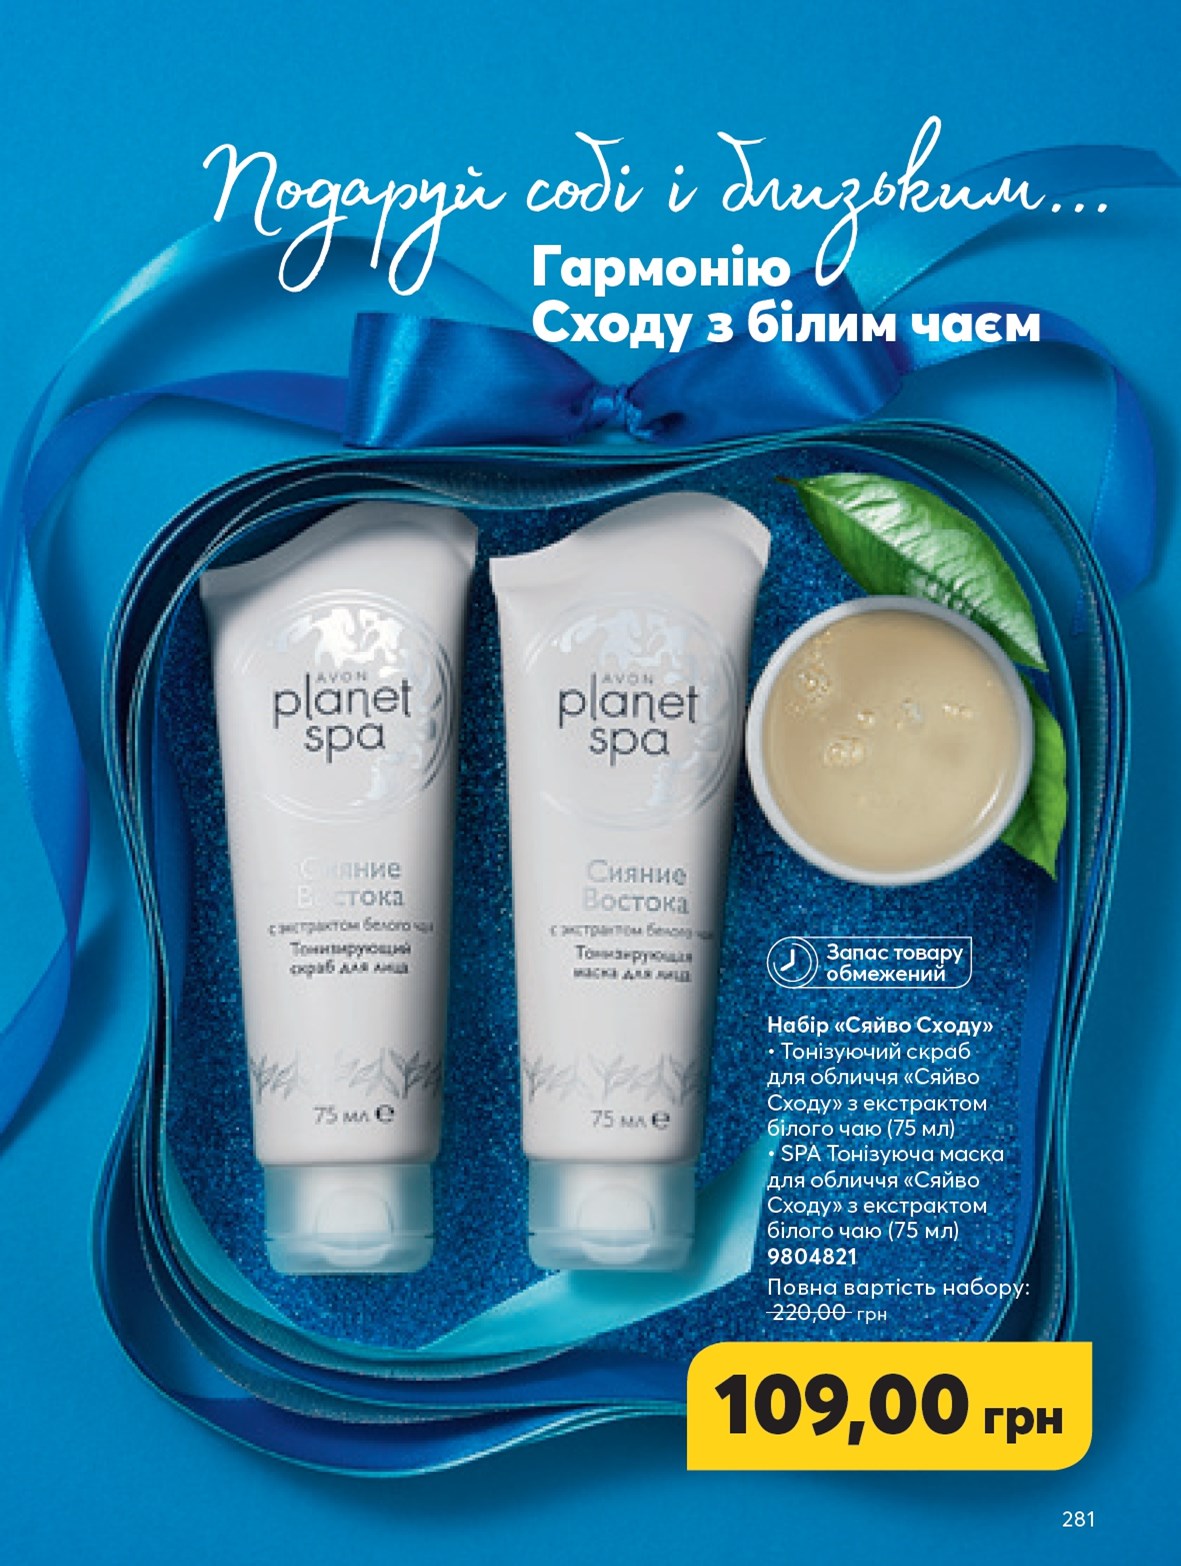 Подаруй собі і близьким...
Гармонію
Сходу з білим чаєм
AVON
planet
spa
Сияние
Востока
с экстрактом белого чая
Тонизирующий
скраб для лица
75 мл e
AVON
planet
spa
Сияние
Востока
с экстрактом белого чая
Тонизирующая
маска для лица
75 мл e
Запас товару
обмежений
Набір «Сяйво Сходу»
• Тонізуючий скраб
для обличчя «Сяйво
Сходу» з екстрактом
білого чаю (75 мл)
• SPA Тонізуюча маска
для обличчя «Сяйво
Сходу» з екстрактом
білого чаю (75 мл)
9804821
Повна вартість набору:
220,00 грн
109,00 грн
281